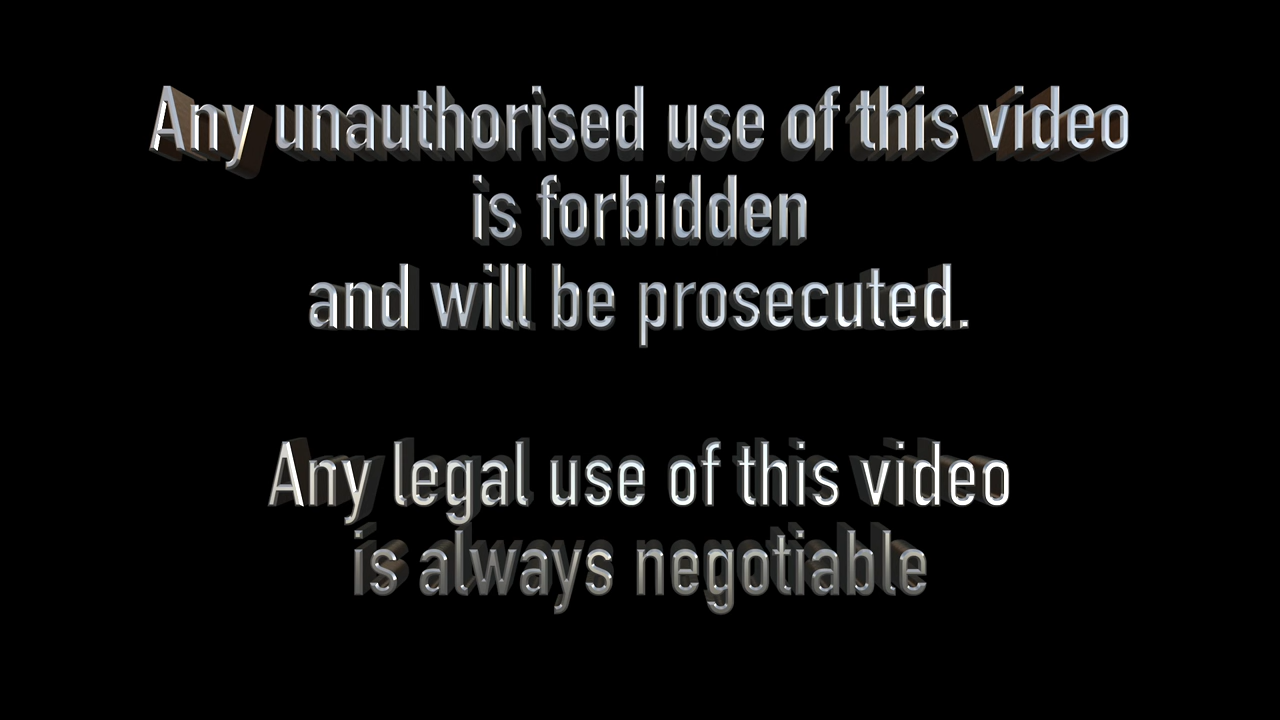 Any unauthorised use of this video
is forbidden
and will be prosecuted.
Any legal use of this video
is always negotiable